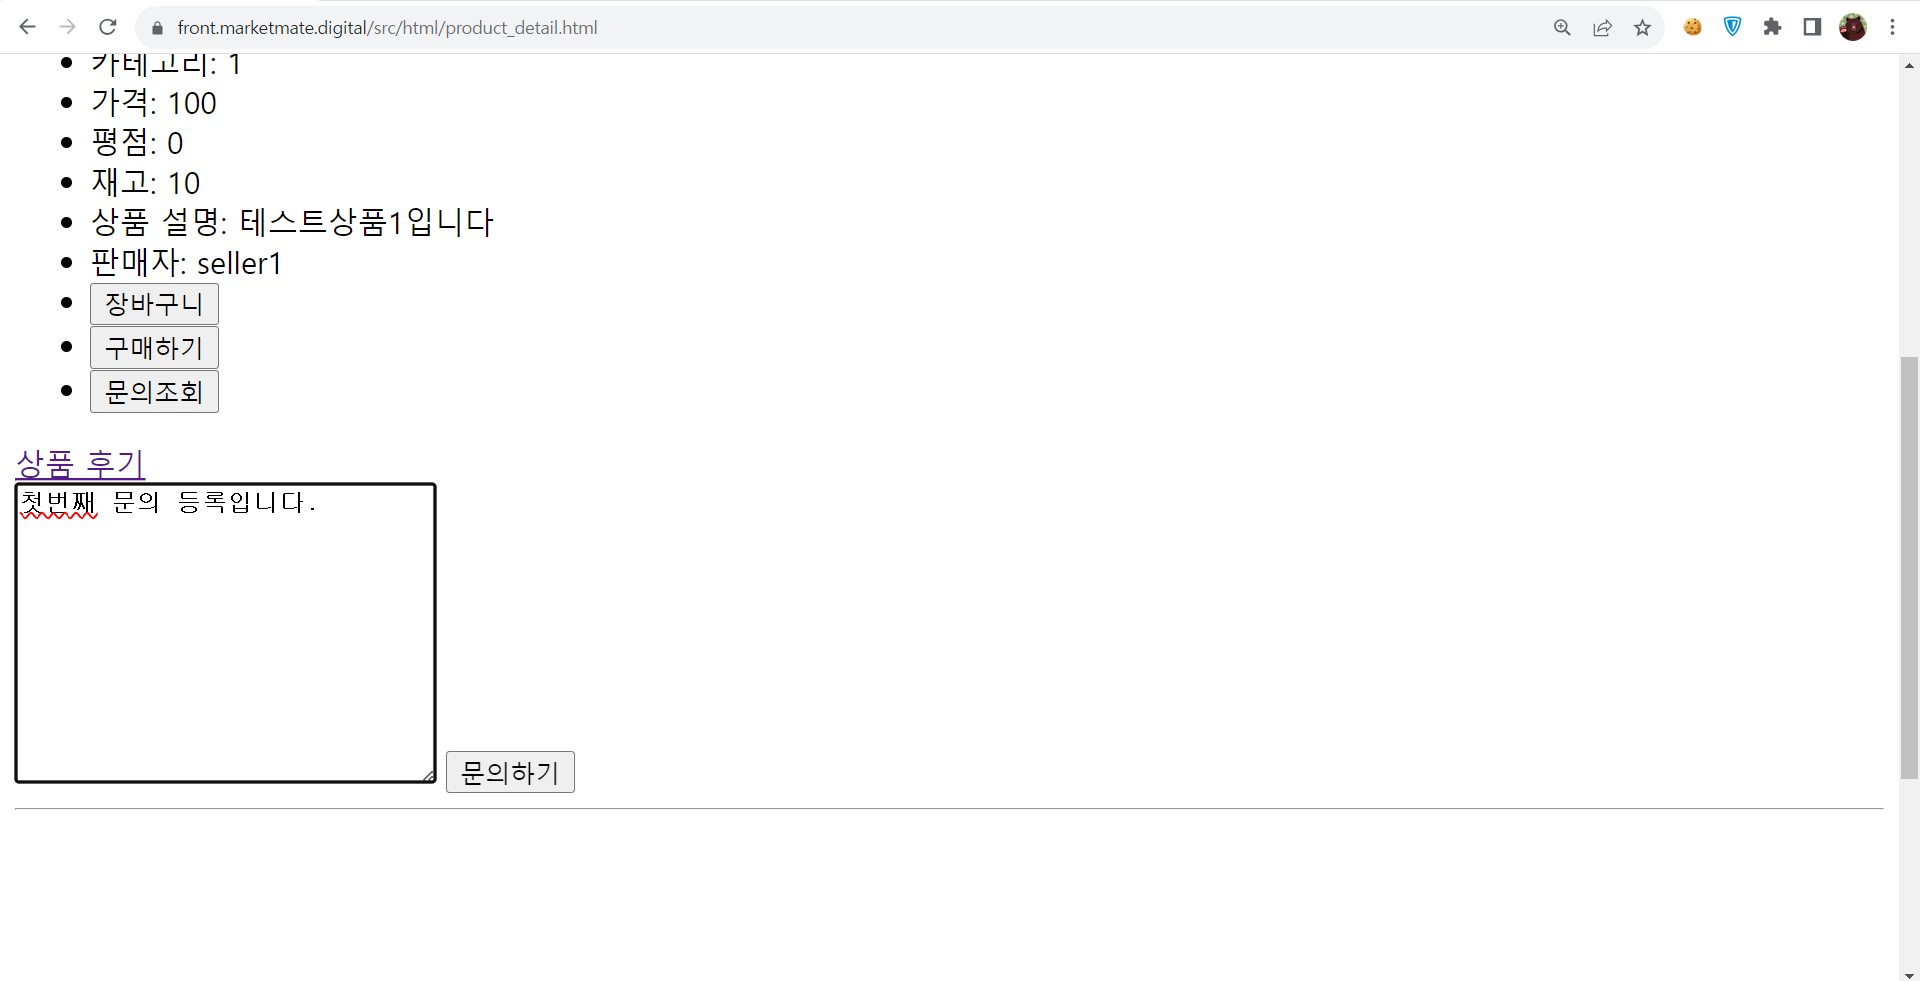 front.marketmate.digital/src/html/product_detail.html
카테고리: 1
가격: 100
평점: 0
재고: 10
상품 설명: 테스트상품1입니다
판매자: seller1
장바구니
구매하기
문의조회
상품 후기
첫번째 문의 등록입니다.
문의하기